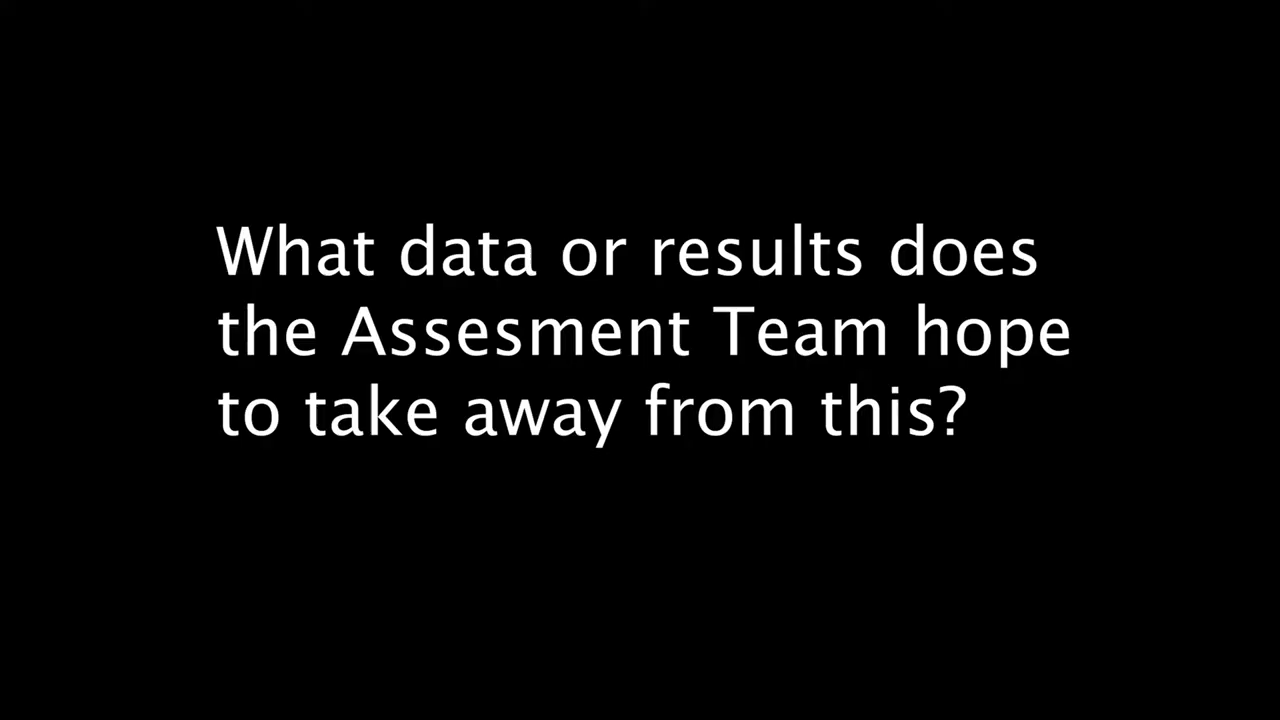 What data or results does
the Assesment Team hope
to take away from this?